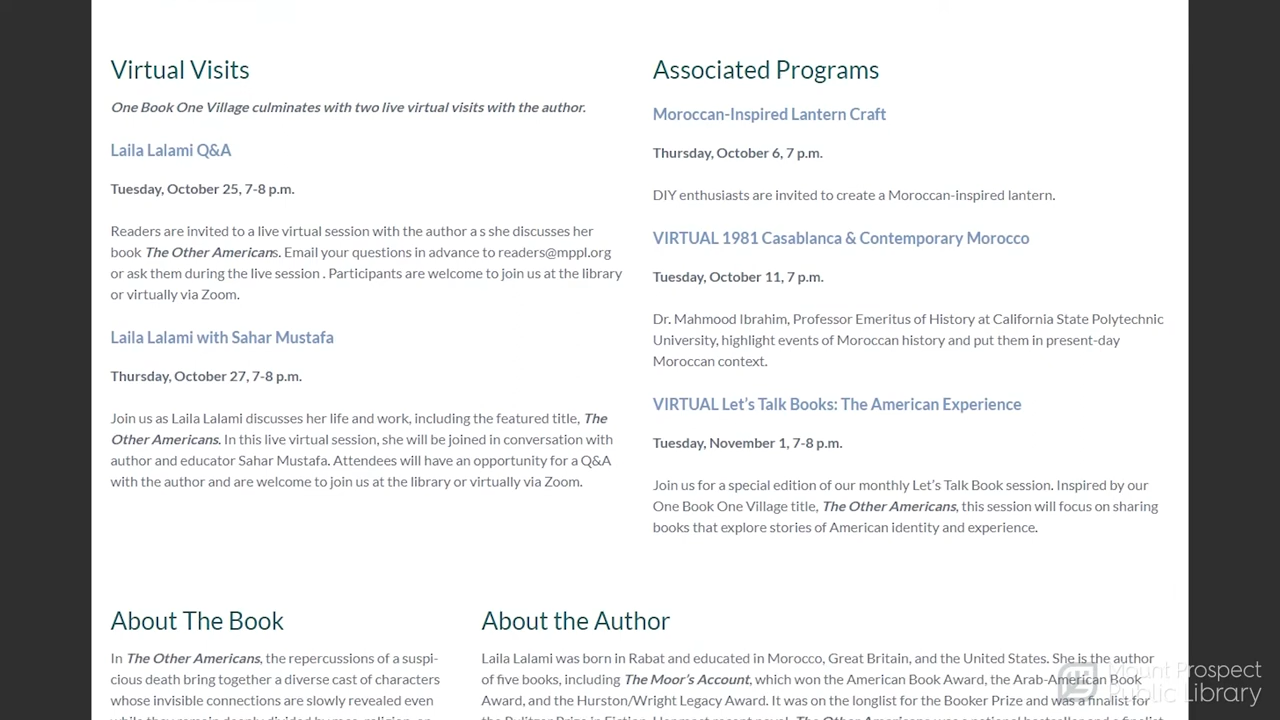 Virtual Visits
One Book One Village culminates with two live virtual visits with the author.
Laila Lalami Q&A
Tuesday, October 25, 7-8 p.m.
Readers are invited to a live virtual session with the author a s she discusses her
book The Other Americans. Email your questions in advance to readers@mppl.org
or ask them during the live session . Participants are welcome to join us at the library
or virtually via Zoom.
Laila Lalami with Sahar Mustafa
Thursday, October 27, 7-8 p.m.
Join us as Laila Lalami discusses her life and work, including the featured title, The
Other Americans. In this live virtual session, she will be joined in conversation with
author and educator Sahar Mustafa. Attendees will have an opportunity for a Q&A
with the author and are welcome to join us at the library or virtually via Zoom.
Associated Programs
Moroccan-Inspired Lantern Craft
Thursday, October 6, 7 p.m.
DIY enthusiasts are invited to create a Moroccan-inspired lantern.
VIRTUAL 1981 Casablanca & Contemporary Morocco
Tuesday, October 11, 7 p.m.
Dr. Mahmood Ibrahim, Professor Emeritus of History at California State Polytechnic
University, highlight events of Moroccan history and put them in present-day
Moroccan context.
VIRTUAL Let's Talk Books: The American Experience
Tuesday, November 1, 7-8 p.m.
Join us for a special edition of our monthly Let's Talk Book session. Inspired by our
One Book One Village title, The Other Americans, this session will focus on sharing
books that explore stories of American identity and experience.
About The Book
In The Other Americans, the repercussions of a suspi-
cious death bring together a diverse cast of characters
whose invisible connections are slowly revealed even
About the Author
Laila Lalami was born in Rabat and educated in Morocco, Great Britain, and the United States. She is the author
of five books, including The Moor's Account, which won the American Book Award, the Arab-American Book
Award, and the Hurston/Wright Legacy Award. It was on the longlist for the Booker Prize and was a finalist for
Mount Prospect
Public Library